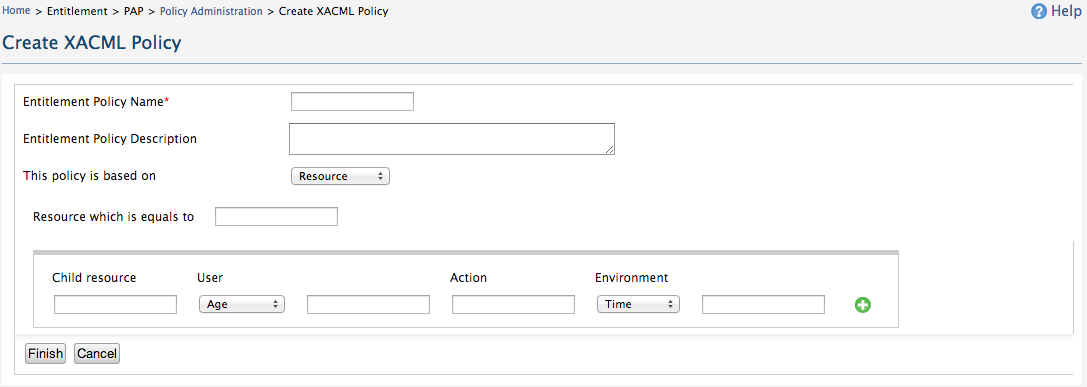 Home > Entitlement > PAP > Policy Administration > Create XACML Policy
Help
Create XACML Policy
Entitlement Policy Name*
Entitlement Policy Description
This policy is based on Resource
Resource which is equals to
Child resource User Action Environment
Age Time
Finish Cancel